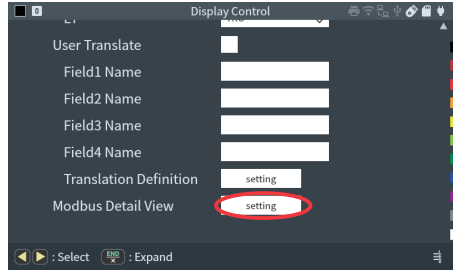 0 Display Control
User Translate
Field1 Name
Field2 Name
Field3 Name
Field4 Name
Translation Definition setting
Modbus Detail View setting
: Select END × : Expand